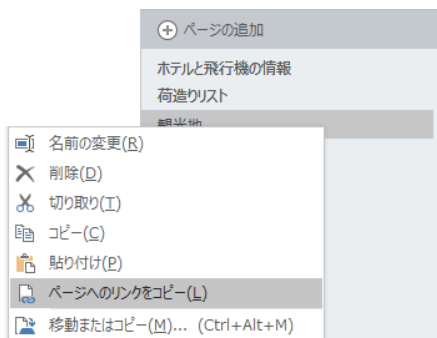 ページの追加
ホテルと飛行機の情報
荷造りリスト
観光地
名前の変更(R)
削除(D)
切り取り(T)
コピー(C)
貼り付け(P)
ページへのリンクをコピー(L)
移動またはコピー(M)... (Ctrl+Alt+M)